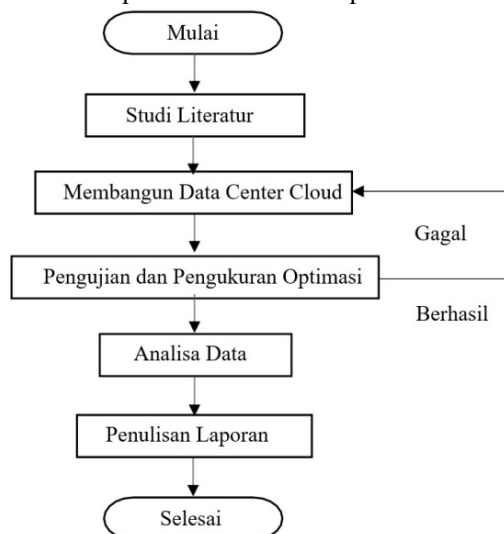 Mulai
Studi Literatur
Membangun Data Center Cloud
Gagal
Pengujian dan Pengukuran Optimasi
Berhasil
Analisa Data
Penulisan Laporan
Selesai